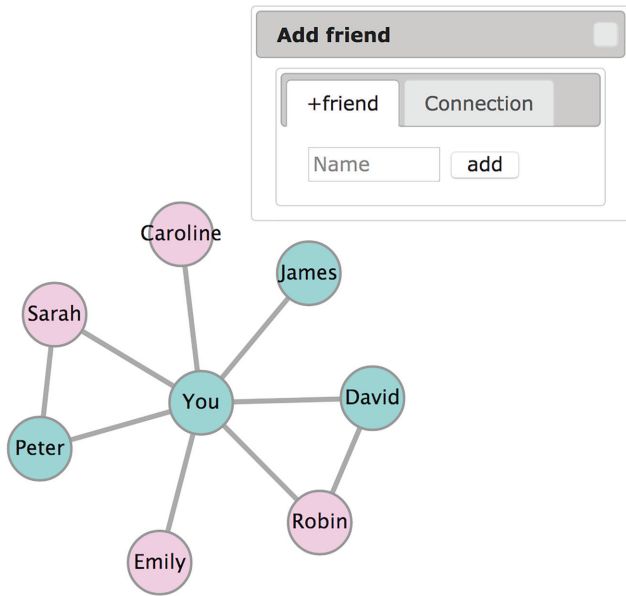 Add friend
+friend
Connection
Name
add
Caroline
James
Sarah
You
David
Peter
Robin
Emily